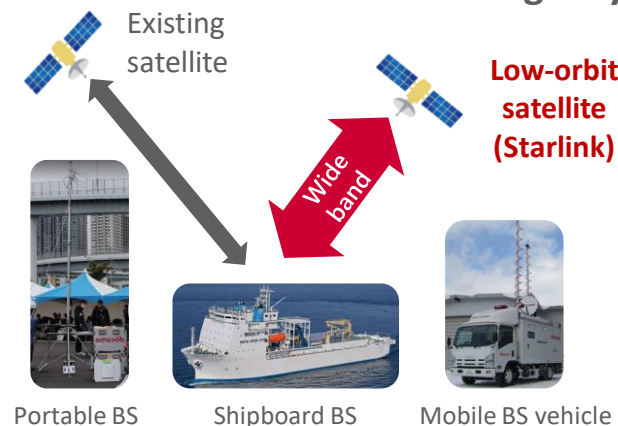 Existing
satellite
Low-orbit
satellite
(Starlink)
Wide
band
Portable BS
Shipboard BS
Mobile BS vehicle